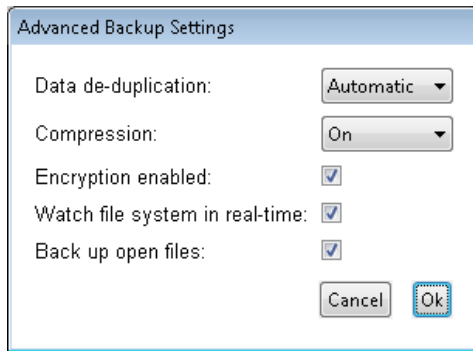 Advanced Backup Settings
Data de-duplication: Automatic
Compression: On
Encryption enabled:
Watch file system in real-time:
Back up open files:
Cancel Ok